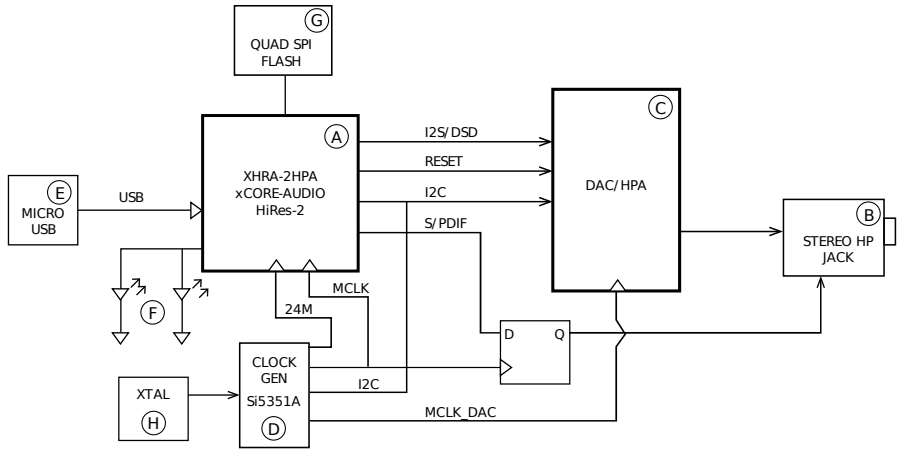 G
QUAD SPI
FLASH
A
XHRA-2HPA
xCORE-AUDIO
HiRes-2
I2S/DSD
RESET
I2C
S/PDIF
C
DAC/HPA
E
MICRO
USB
USB
B
STEREO HP
JACK
F
24M
MCLK
D
Q
CLOCK
GEN
Si5351A
D
I2C
MCLK_DAC
XTAL
H